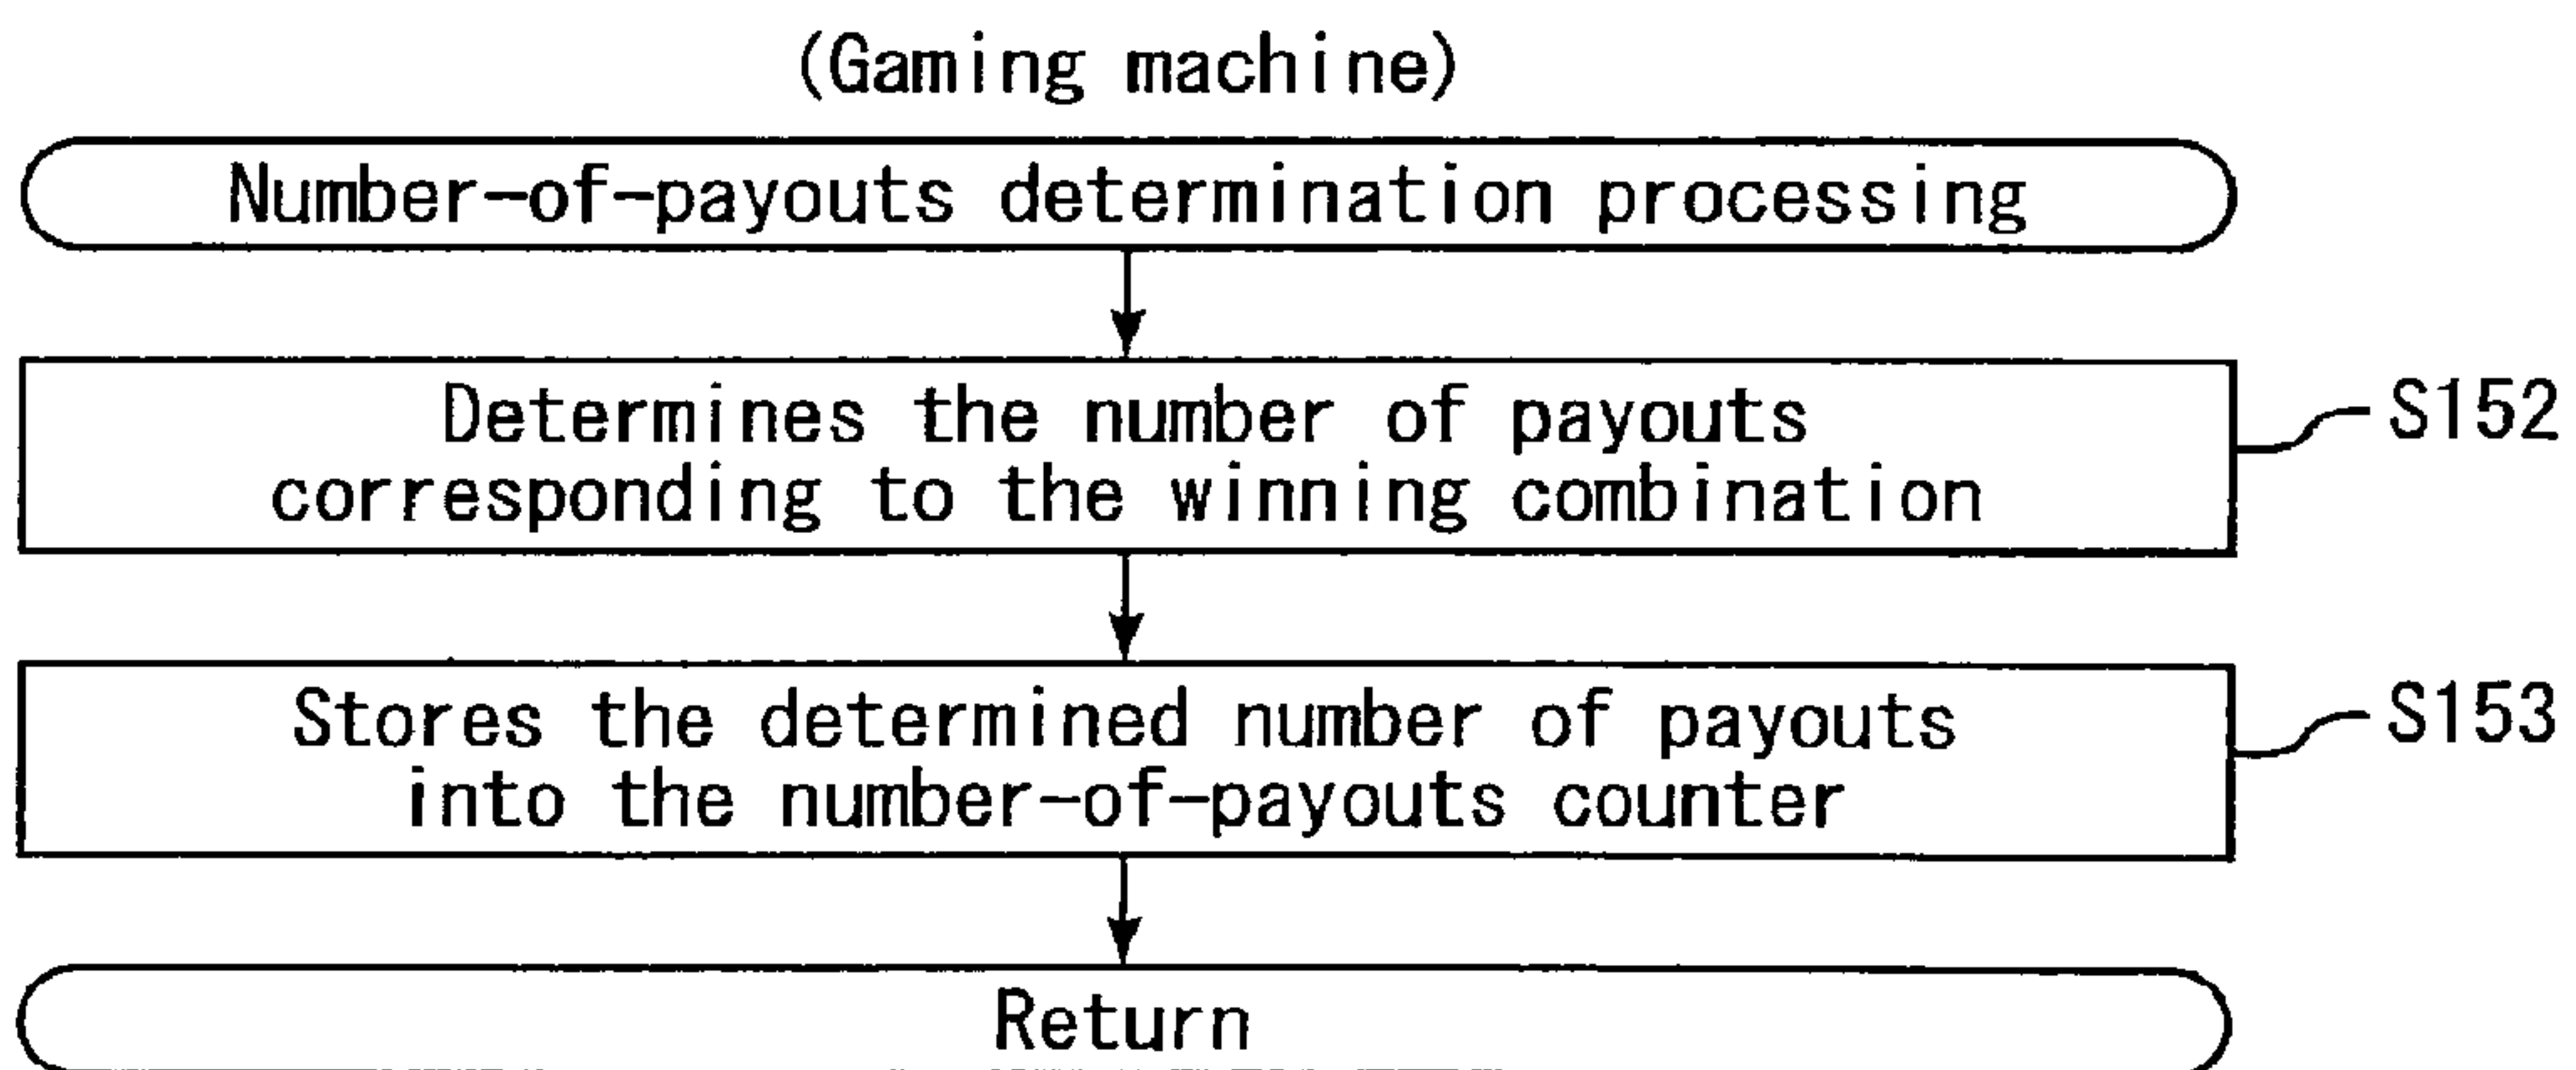 (Gaming machine)
Number-of-payouts determination processing
Determines the number of payouts
corresponding to the winning combination
S152
Stores the determined number of payouts
into the number-of-payouts counter
S153
Return